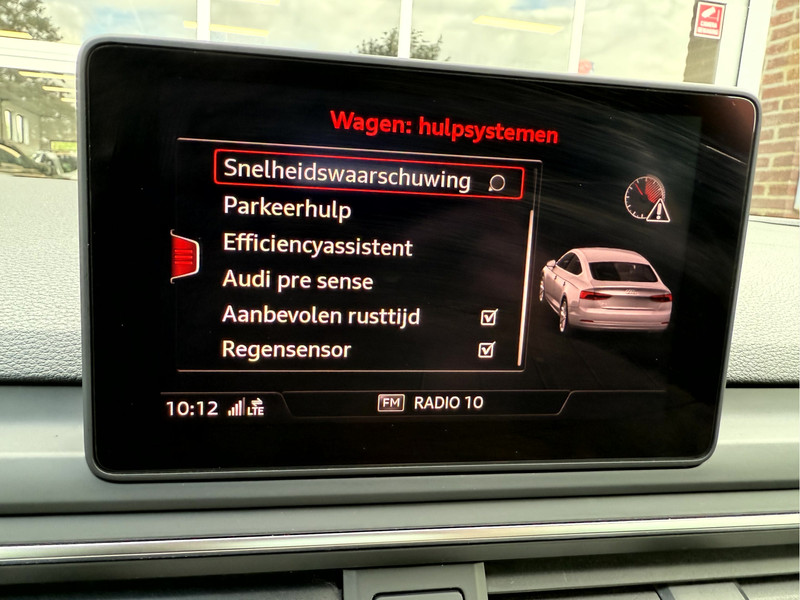 Wagen: hulpsystemen
Snelheidswaarschuwing
Parkeerhulp
Efficiencyassistent
Audi pre sense
Aanbevolen rusttijd
Regensensor
10:12 LTE FM RADIO 10